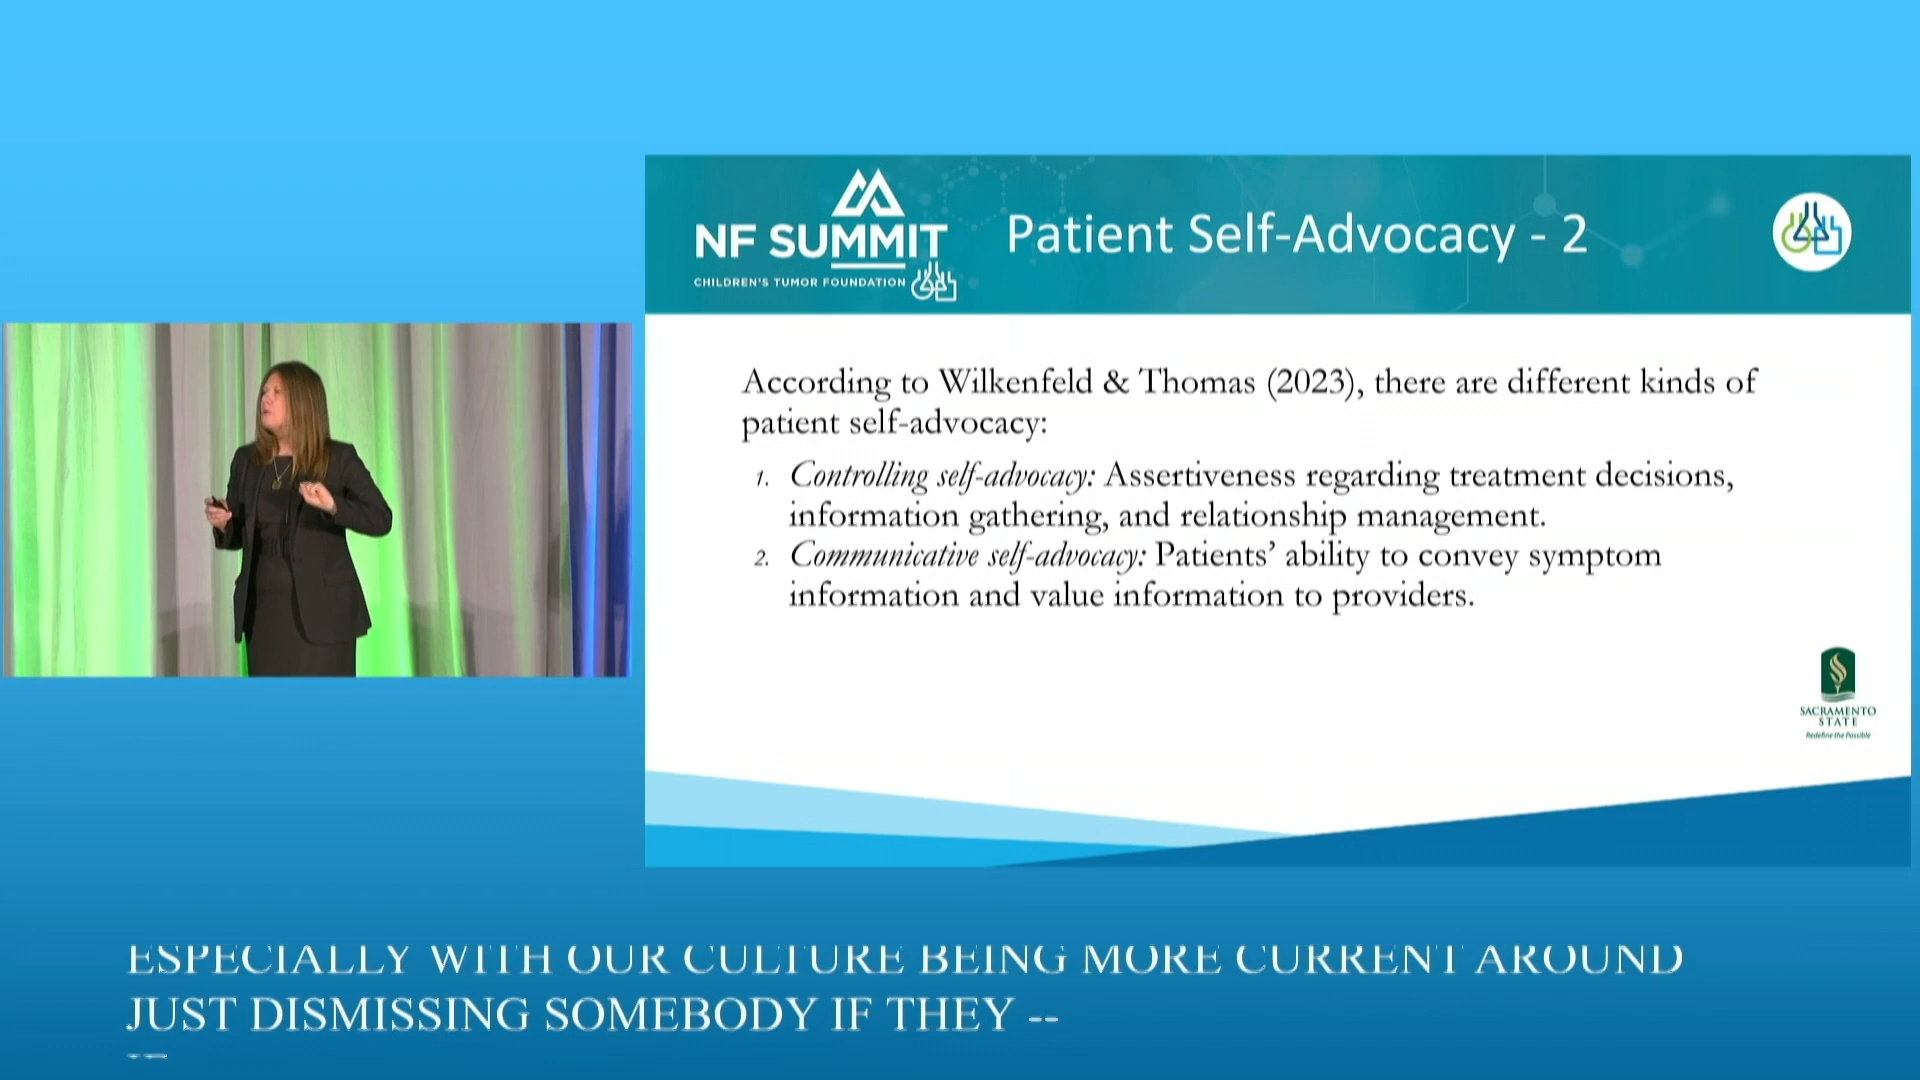 NF SUMMIT
CHILDREN'S TUMOR FOUNDATION
Patient Self-Advocacy - 2
According to Wilkenfeld & Thomas (2023), there are different kinds of
patient self-advocacy:
1. Controlling self-advocacy: Assertiveness regarding treatment decisions,
information gathering, and relationship management.
2. Communicative self-advocacy: Patients' ability to convey symptom
information and value information to providers.
SACRAMENTO
STATE
Redefine the Possible
ESPECIALLY WITH OUR CULTURE BEING MORE CURRENT AROUND
JUST DISMISSING SOMEBODY IF THEY --
--